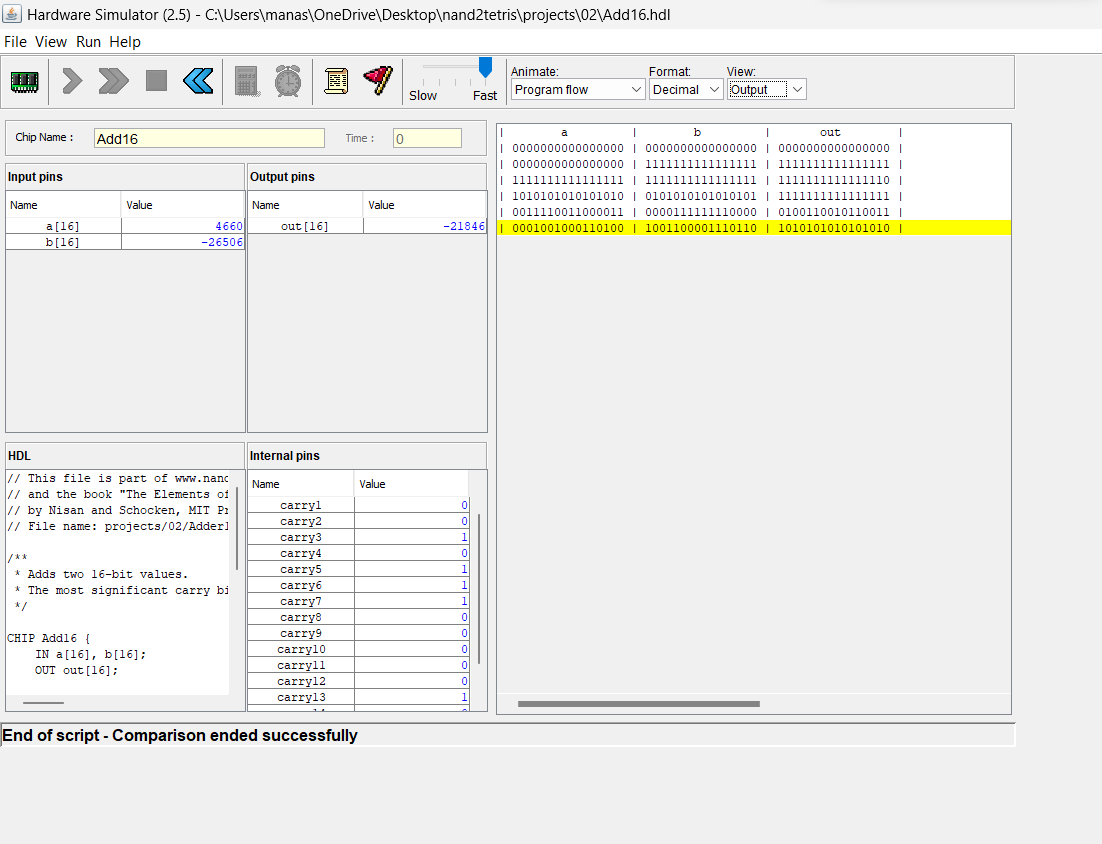 Hardware Simulator (2.5) - C:\Users\manas\OneDrive\Desktop\nand2tetris\projects\02\Add16.hdl
File View Run Help
Slow Fast
Animate: Format: View:
Program flow Decimal Output
Chip Name : Add16 Time : 0
Input pins
Name Value
a[16] 4660
b[16] -26506
Output pins
Name Value
out[16] -21846
| a | b | out |
| 0000000000000000 | 0000000000000000 | 0000000000000000 |
| 0000000000000000 | 1111111111111111 | 1111111111111111 |
| 1111111111111111 | 1111111111111111 | 1111111111111110 |
| 1010101010101010 | 0101010101010101 | 1111111111111111 |
| 0011110011000011 | 0000111111110000 | 0100110010110011 |
| 0001001000110100 | 1001100001110110 | 1010101010101010 |
HDL
// This file is part of www.nand
// and the book "The Elements of
// by Nisan and Schocken, MIT Pr
// File name: projects/02/Adder1
/**
* Adds two 16-bit values.
* The most significant carry bi
*/
CHIP Add16 {
IN a[16], b[16];
OUT out[16];
Internal pins
Name Value
carry1 0
carry2 0
carry3 1
carry4 0
carry5 1
carry6 1
carry7 1
carry8 0
carry9 0
carry10 0
carry11 0
carry12 0
carry13 1
End of script - Comparison ended successfully